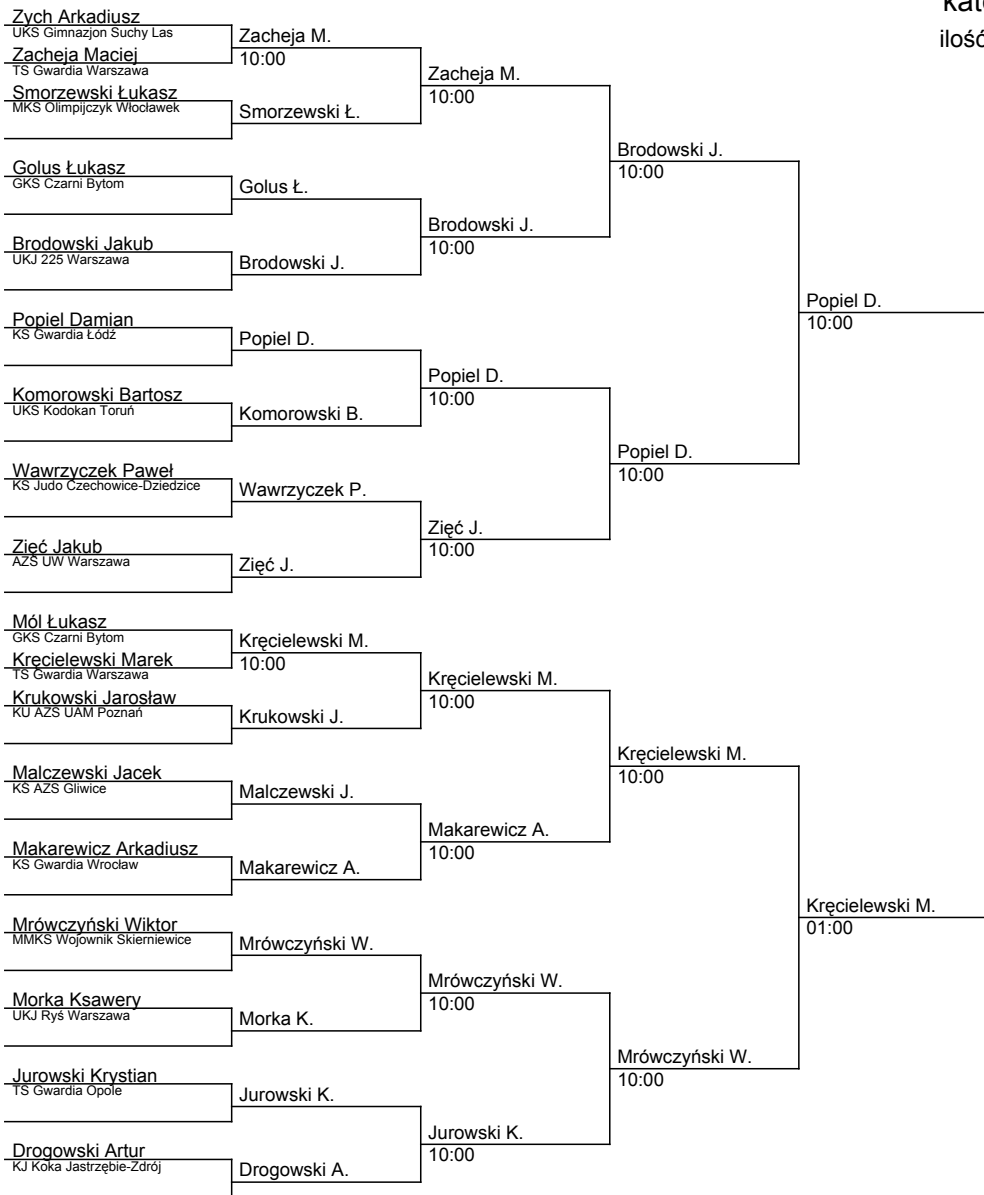 kat
ilość
Zych Arkadiusz
UKS Gimnazjon Suchy Las
Zacheja Maciej
TS Gwardia Warszawa
Smorzewski Łukasz
MKS Olimpijczyk Włocławek
Golus Łukasz
GKS Czarni Bytom
Brodowski Jakub
UKJ 225 Warszawa
Popiel Damian
KS Gwardia Łódź
Komorowski Bartosz
UKS Kodokan Toruń
Wawrzyczek Paweł
KS Judo Czechowice-Dziedzice
Zięć Jakub
AZS UW Warszawa
Mól Łukasz
GKS Czarni Bytom
Kręcielewski Marek
TS Gwardia Warszawa
Krukowski Jarosław
KU AZS UAM Poznań
Malczewski Jacek
KS AZS Gliwice
Makarewicz Arkadiusz
KS Gwardia Wrocław
Mrówczyński Wiktor
MMKS Wojownik Skierniewice
Morka Ksawery
UKJ Ryś Warszawa
Jurowski Krystian
TS Gwardia Opole
Drogowski Artur
KJ Koka Jastrzębie-Zdrój
Zacheja M.
10:00
Smorzewski Ł.
Golus Ł.
Brodowski J.
Popiel D.
Komorowski B.
Wawrzyczek P.
Zięć J.
Kręcielewski M.
10:00
Krukowski J.
Malczewski J.
Makarewicz A.
Mrówczyński W.
Morka K.
Jurowski K.
Drogowski A.
Zacheja M.
10:00
Brodowski J.
10:00
Popiel D.
10:00
Zięć J.
10:00
Kręcielewski M.
10:00
Makarewicz A.
10:00
Mrówczyński W.
10:00
Jurowski K.
10:00
Brodowski J.
10:00
Popiel D.
10:00
Kręcielewski M.
10:00
Mrówczyński W.
10:00
Popiel D.
10:00
Kręcielewski M.
01:00